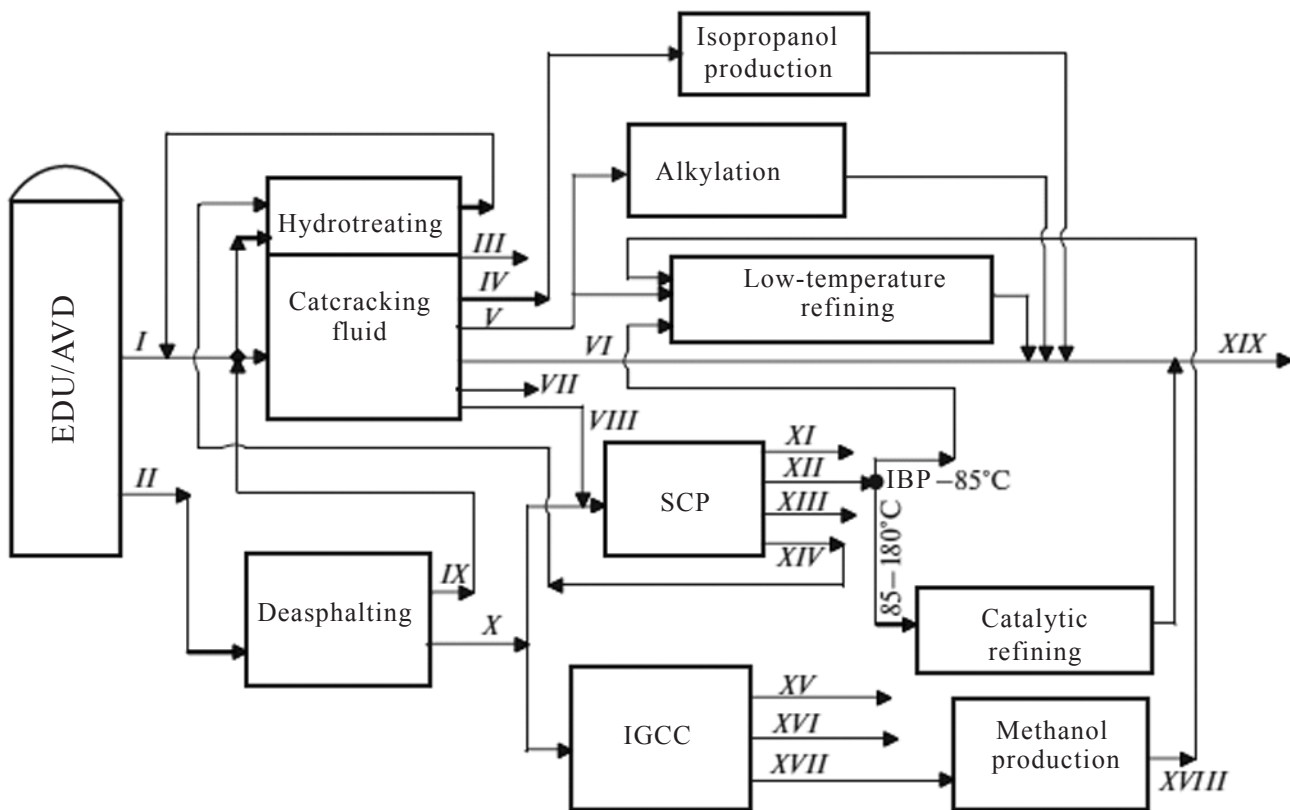 Isopropanol
production
Alkylation
Hydrotreating
III
Low-temperature
refining
IV
Catcracking
fluid
V
EDU/AVD
I
VI
XIX
VII
VIII
XI
II
XII
IBP –85°C
SCP
XIII
XIV
85–180°C
IX
Deasphalting
X
Catalytic
refining
XV
IGCC
XVI
Methanol
production
XVII
XVIII